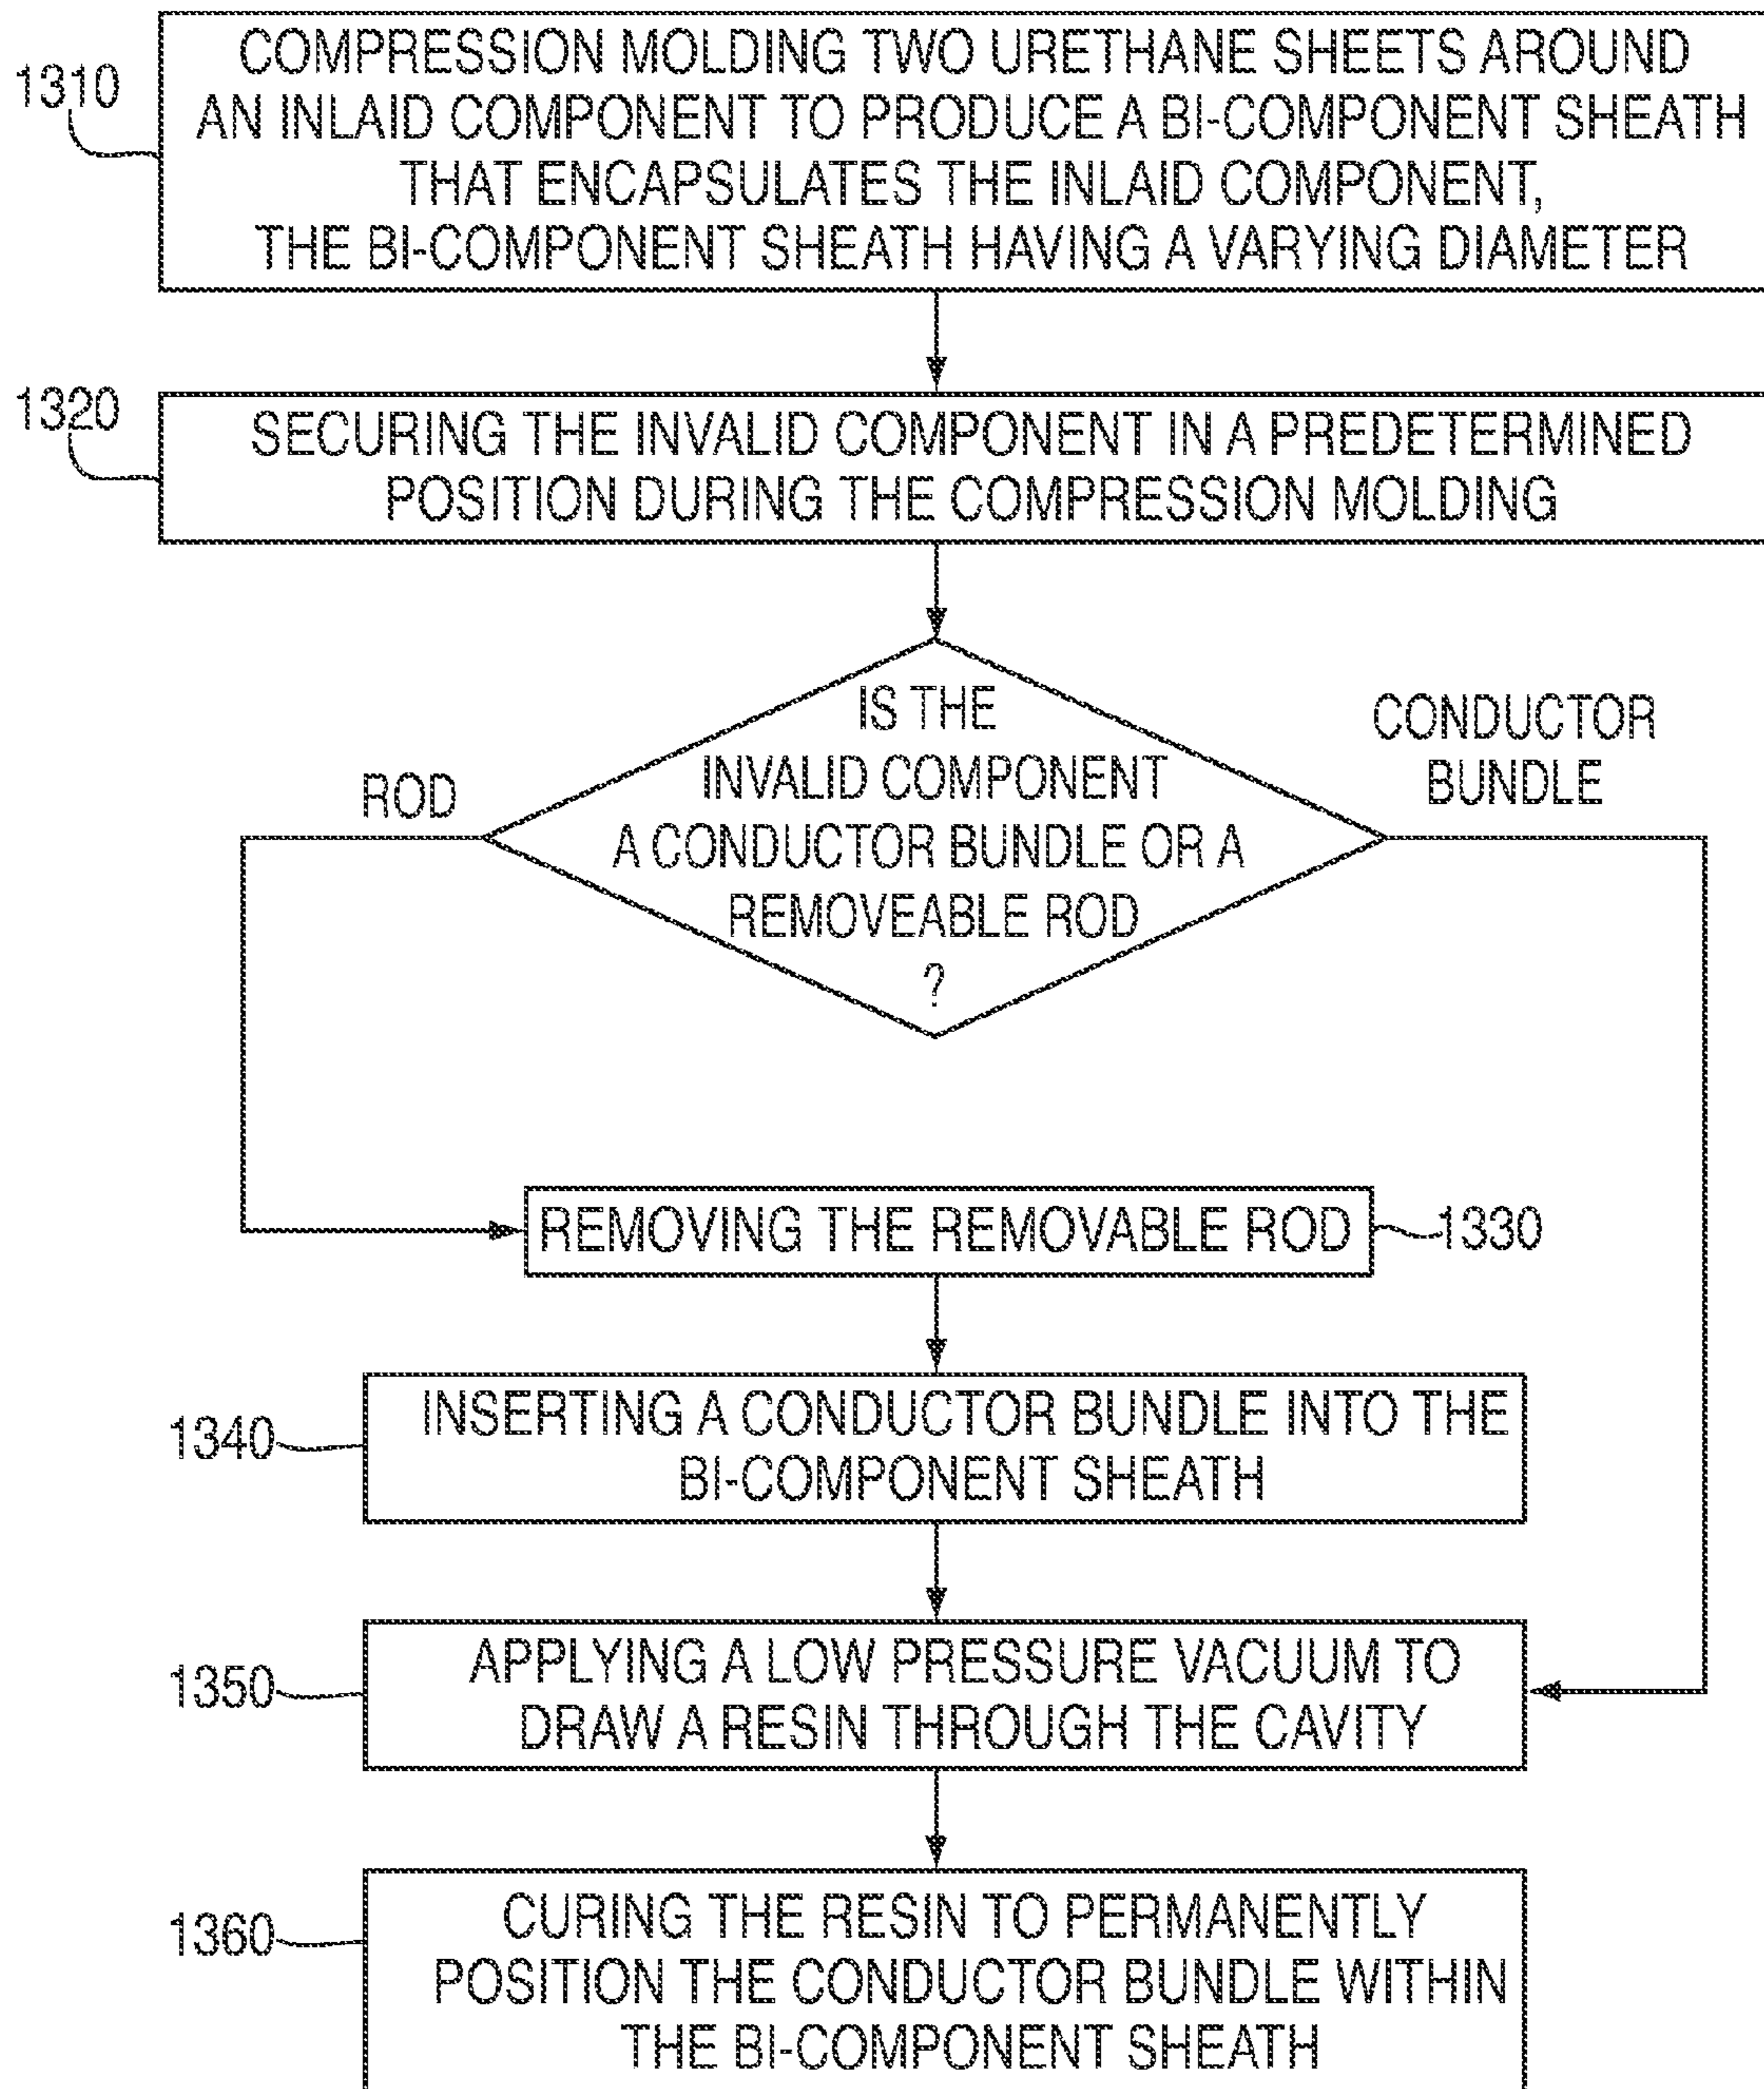 1310
COMPRESSION MOLDING TWO URETHANE SHEETS AROUND
AN INLAID COMPONENT TO PRODUCE A BI-COMPONENT SHEATH
THAT ENCAPSULATES THE INLAID COMPONENT,
THE BI-COMPONENT SHEATH HAVING A VARYING DIAMETER
1320
SECURING THE INVALID COMPONENT IN A PREDETERMINED
POSITION DURING THE COMPRESSION MOLDING
IS THE
INVALID COMPONENT
A CONDUCTOR BUNDLE OR A
REMOVEABLE ROD
?
ROD
CONDUCTOR
BUNDLE
REMOVING THE REMOVABLE ROD
1330
1340
INSERTING A CONDUCTOR BUNDLE INTO THE
BI-COMPONENT SHEATH
1350
APPLYING A LOW PRESSURE VACUUM TO
DRAW A RESIN THROUGH THE CAVITY
1360
CURING THE RESIN TO PERMANENTLY
POSITION THE CONDUCTOR BUNDLE WITHIN
THE BI-COMPONENT SHEATH